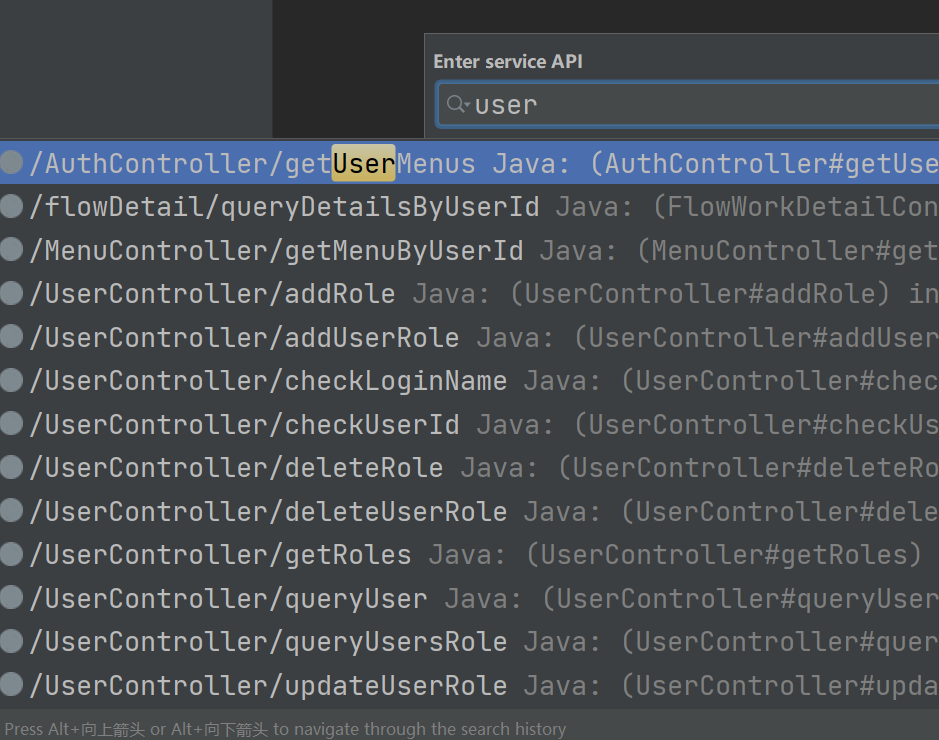 Enter service API
user
/AuthController/getUserMenus Java: (AuthController#getUse
/flowDetail/queryDetailsByUserId Java: (FlowWorkDetailCon
/MenuController/getMenuByUserId Java: (MenuController#get
/UserController/addRole Java: (UserController#addRole) in
/UserController/addUserRole Java: (UserController#addUser
/UserController/checkLoginName Java: (UserController#chec
/UserController/checkUserId Java: (UserController#checkUs
/UserController/deleteRole Java: (UserController#deleteRo
/UserController/deleteUserRole Java: (UserController#dele
/UserController/getRoles Java: (UserController#getRoles)
/UserController/queryUser Java: (UserController#queryUser
/UserController/queryUsersRole Java: (UserController#quer
/UserController/updateUserRole Java: (UserController#upda
Press Alt+向上箭头 or Alt+向下箭头 to navigate through the search history